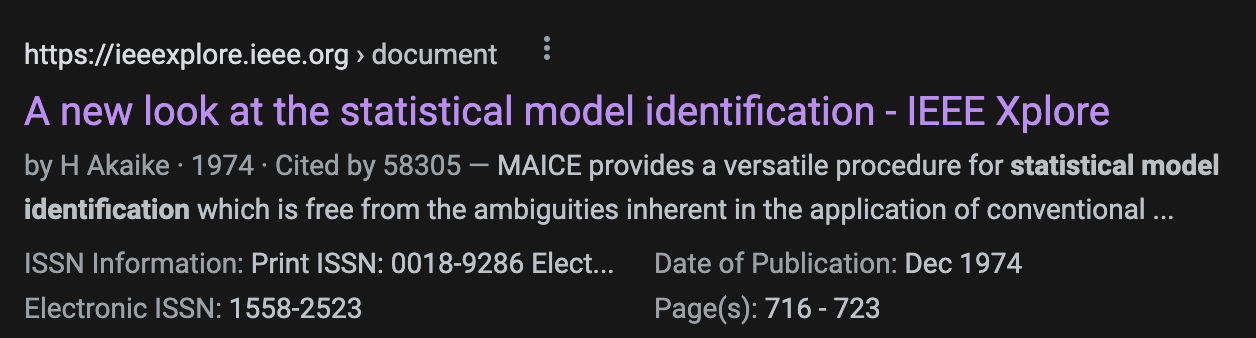 https://ieeexplore.ieee.org › document
A new look at the statistical model identification - IEEE Xplore
by H Akaike · 1974 · Cited by 58305 — MAICE provides a versatile procedure for statistical model
identification which is free from the ambiguities inherent in the application of conventional ...
ISSN Information: Print ISSN: 0018-9286 Elect... Date of Publication: Dec 1974
Electronic ISSN: 1558-2523 Page(s): 716 - 723